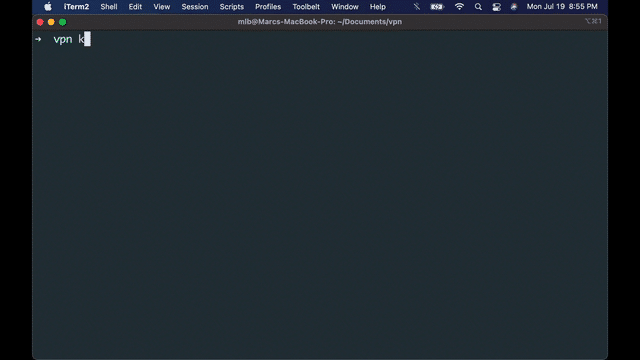 iTerm2 Shell Edit View Session Scripts Profiles Toolbelt Window Help Mon Jul 19 8:55 PM
mlb@Marcs-MacBook-Pro: ~/Documents/vpn ⌥⌘1
➜ vpn k